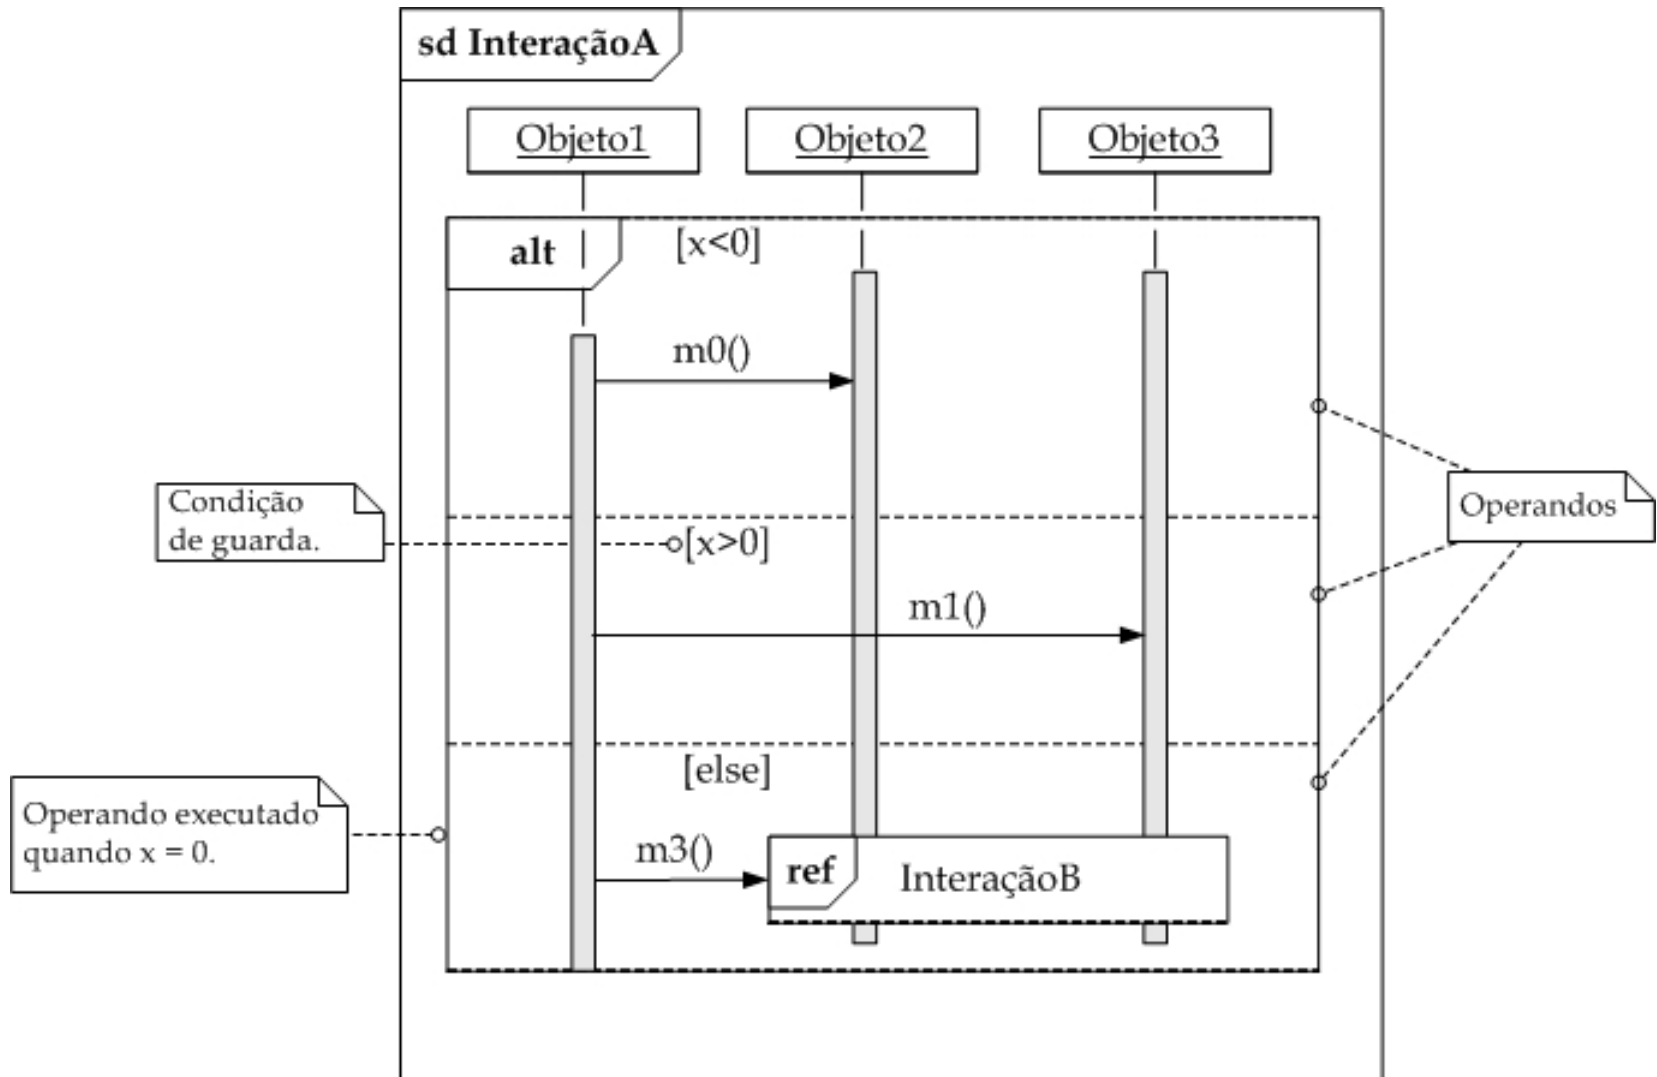 sd InteraçãoA
Objeto1
Objeto2
Objeto3
alt
[x<0]
m0()
Condição
de guarda.
[x>0]
Operandos
m1()
[else]
Operando executado
quando x = 0.
m3()
ref
InteraçãoB